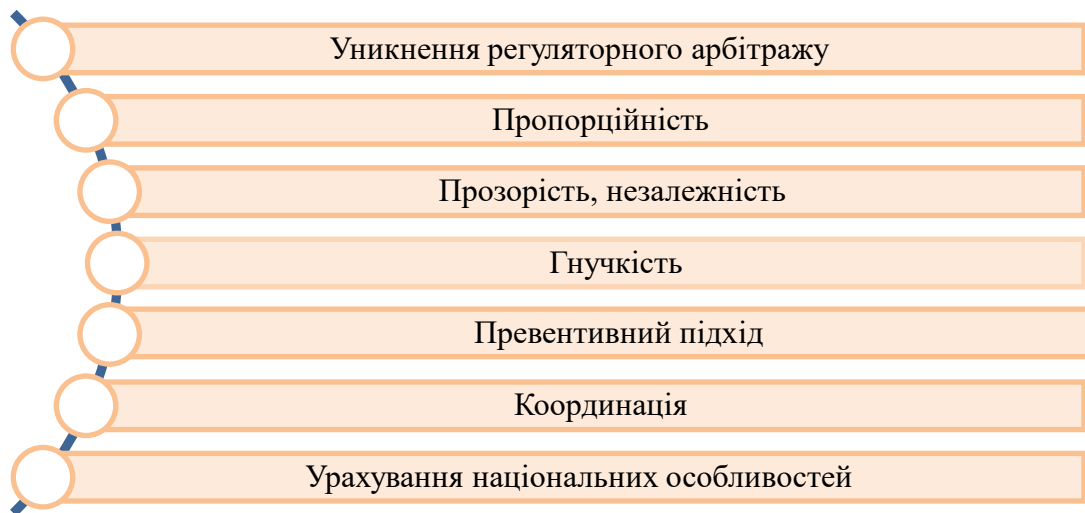 Уникнення регуляторного арбітражу
Пропорційність
Прозорість, незалежність
Гнучкість
Превентивний підхід
Координація
Урахування національних особливостей